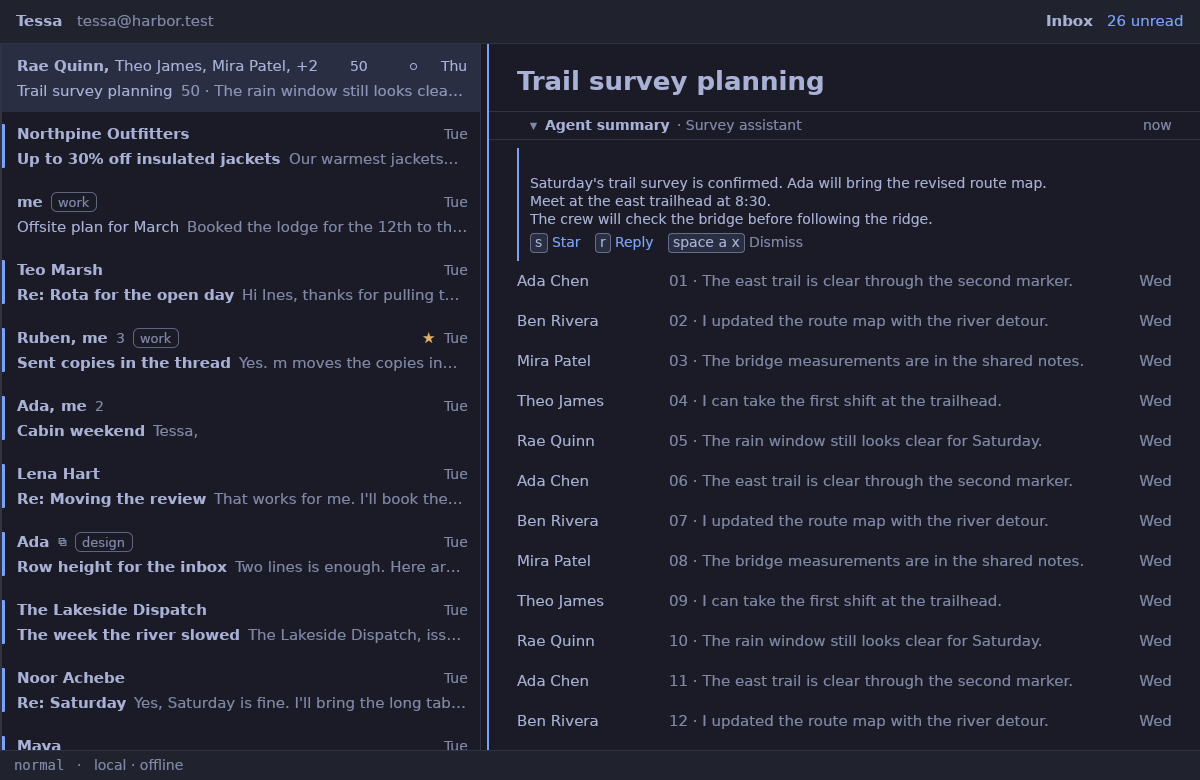 Tessa tessa@harbor.test
Inbox 26 unread
Rae Quinn, Theo James, Mira Patel, +2 50 ○ Thu
Trail survey planning 50 · The rain window still looks clea…
Northpine Outfitters Tue
Up to 30% off insulated jackets Our warmest jackets…
me work Tue
Offsite plan for March Booked the lodge for the 12th to th…
Teo Marsh Tue
Re: Rota for the open day Hi Ines, thanks for pulling t…
Ruben, me 3 work ★ Tue
Sent copies in the thread Yes. m moves the copies in…
Ada, me 2 Tue
Cabin weekend Tessa,
Lena Hart Tue
Re: Moving the review That works for me. I'll book the…
Ada design Tue
Row height for the inbox Two lines is enough. Here ar…
The Lakeside Dispatch Tue
The week the river slowed The Lakeside Dispatch, iss…
Noor Achebe Tue
Re: Saturday Yes, Saturday is fine. I'll bring the long tab…
Maya Tue
Trail survey planning
▾ Agent summary · Survey assistant now
Saturday's trail survey is confirmed. Ada will bring the revised route map.
Meet at the east trailhead at 8:30.
The crew will check the bridge before following the ridge.
s Star r Reply space a x Dismiss
Ada Chen 01 · The east trail is clear through the second marker. Wed
Ben Rivera 02 · I updated the route map with the river detour. Wed
Mira Patel 03 · The bridge measurements are in the shared notes. Wed
Theo James 04 · I can take the first shift at the trailhead. Wed
Rae Quinn 05 · The rain window still looks clear for Saturday. Wed
Ada Chen 06 · The east trail is clear through the second marker. Wed
Ben Rivera 07 · I updated the route map with the river detour. Wed
Mira Patel 08 · The bridge measurements are in the shared notes. Wed
Theo James 09 · I can take the first shift at the trailhead. Wed
Rae Quinn 10 · The rain window still looks clear for Saturday. Wed
Ada Chen 11 · The east trail is clear through the second marker. Wed
Ben Rivera 12 · I updated the route map with the river detour. Wed
normal · local · offline